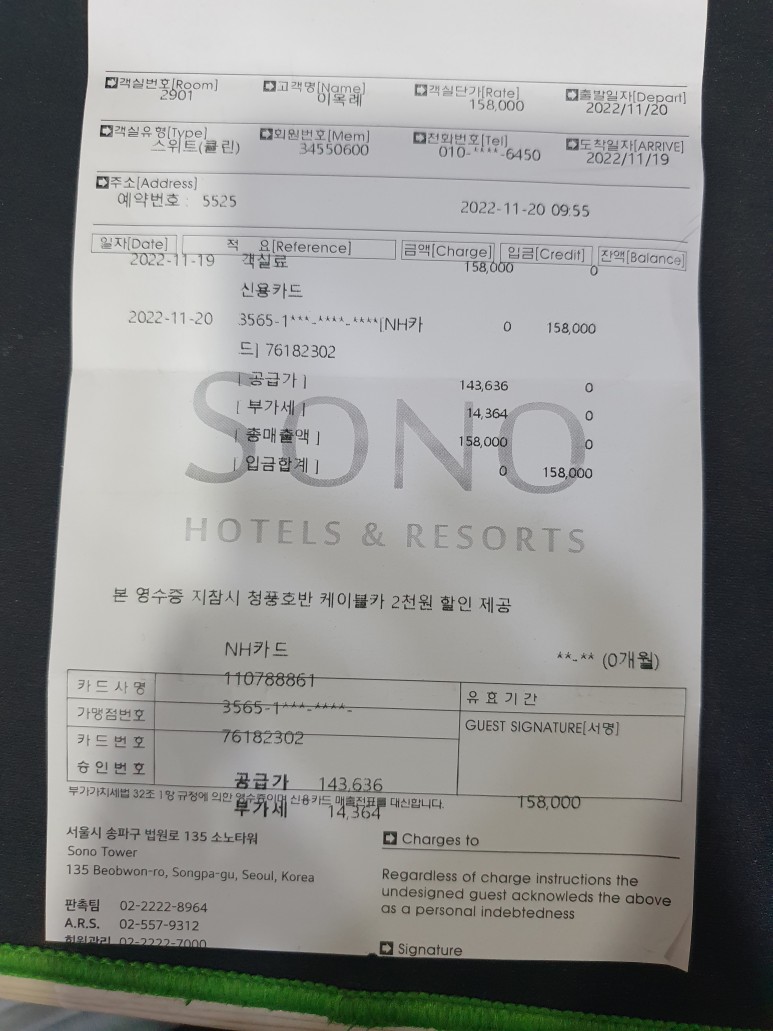 객실번호[Room] 고객명[Name] 객실단가[Rate] 출발일자[Depart]
2901 이옥례 158,000 2022/11/20
객실유형[Type] 회원번호[Mem] 전화번호[Tel] 도착일자[ARRIVE]
스위트(클린) 34550600 010-****-6450 2022/11/19
주소[Address]
예약번호 : 5525 2022-11-20 09:55
일자[Date] 적 요[Reference] 금액[Charge] 입금[Credit] 잔액[Balance]
2022-11-19 객실료 158,000 0
신용카드
2022-11-20 3565-1***-****-****[NH카 0 158,000
드] 76182302
[ 공급가 ] 143,636 0
[ 부가세 ] 14,364 0
[ 총매출액 ] 158,000 0
[ 입금합계 ] 0 158,000
SONO
HOTELS & RESORTS
본 영수증 지참시 청풍호반 케이블카 2천원 할인 제공
NH카드 **-** (0개월)
카드사명 110788861 유효기간
가맹점번호 3565-1***-****-
GUEST SIGNATURE[서명]
카드번호 76182302
승인번호
공급가 143,636
부가가치세법 32조 1항 규정에 의한 영수증이며 신용카드 매출전표를 대신합니다. 158,000
부가세 14,364
서울시 송파구 법원로 135 소노타워
Sono Tower
135 Beobwon-ro, Songpa-gu, Seoul, Korea
판촉팀 02-2222-8964
A.R.S. 02-557-9312
회원관리 02-2222-7000
Charges to
Regardless of charge instructions the
undesigned guest acknowleds the above
as a personal indebtedness
Signature